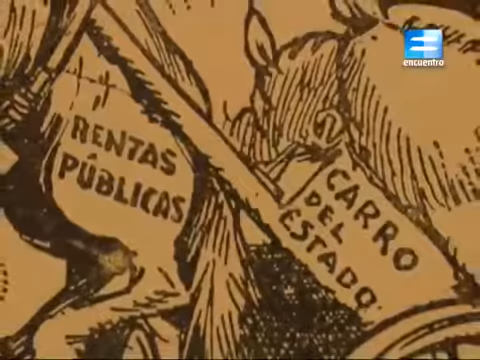 encuentro
RENTAS
PÚBLICAS
CARRO
DEL
ESTADO